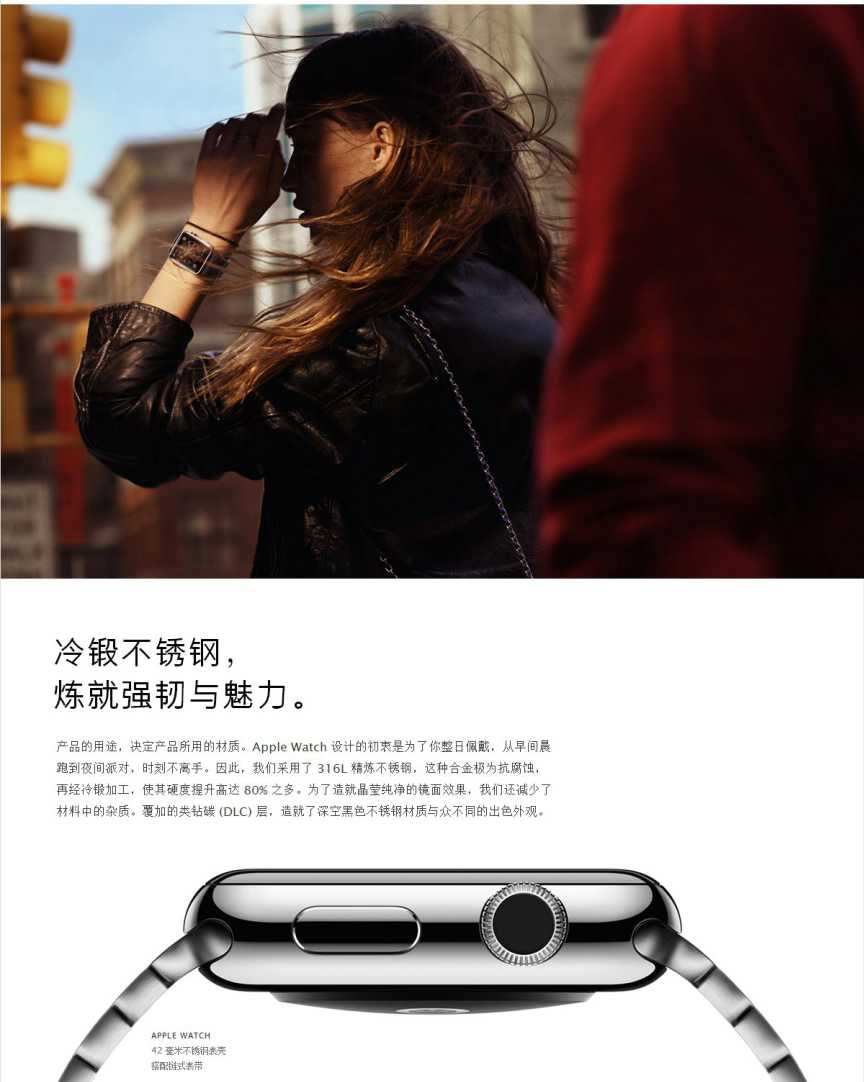 冷锻不锈钢，
炼就强韧与魅力。
产品的用途，决定产品所用的材质。Apple Watch 设计的初衷是为了你整日佩戴，从早间晨
跑到夜间派对，时刻不离手。因此，我们采用了 316L 精炼不锈钢，这种合金极为抗腐蚀，
再经冷锻加工，使其硬度提升高达 80% 之多。为了造就晶莹纯净的镜面效果，我们还减少了
材料中的杂质。覆加的类钻碳 (DLC) 层，造就了深空黑色不锈钢材质与众不同的出色外观。
APPLE WATCH
42 毫米不锈钢表壳
搭配链式表带